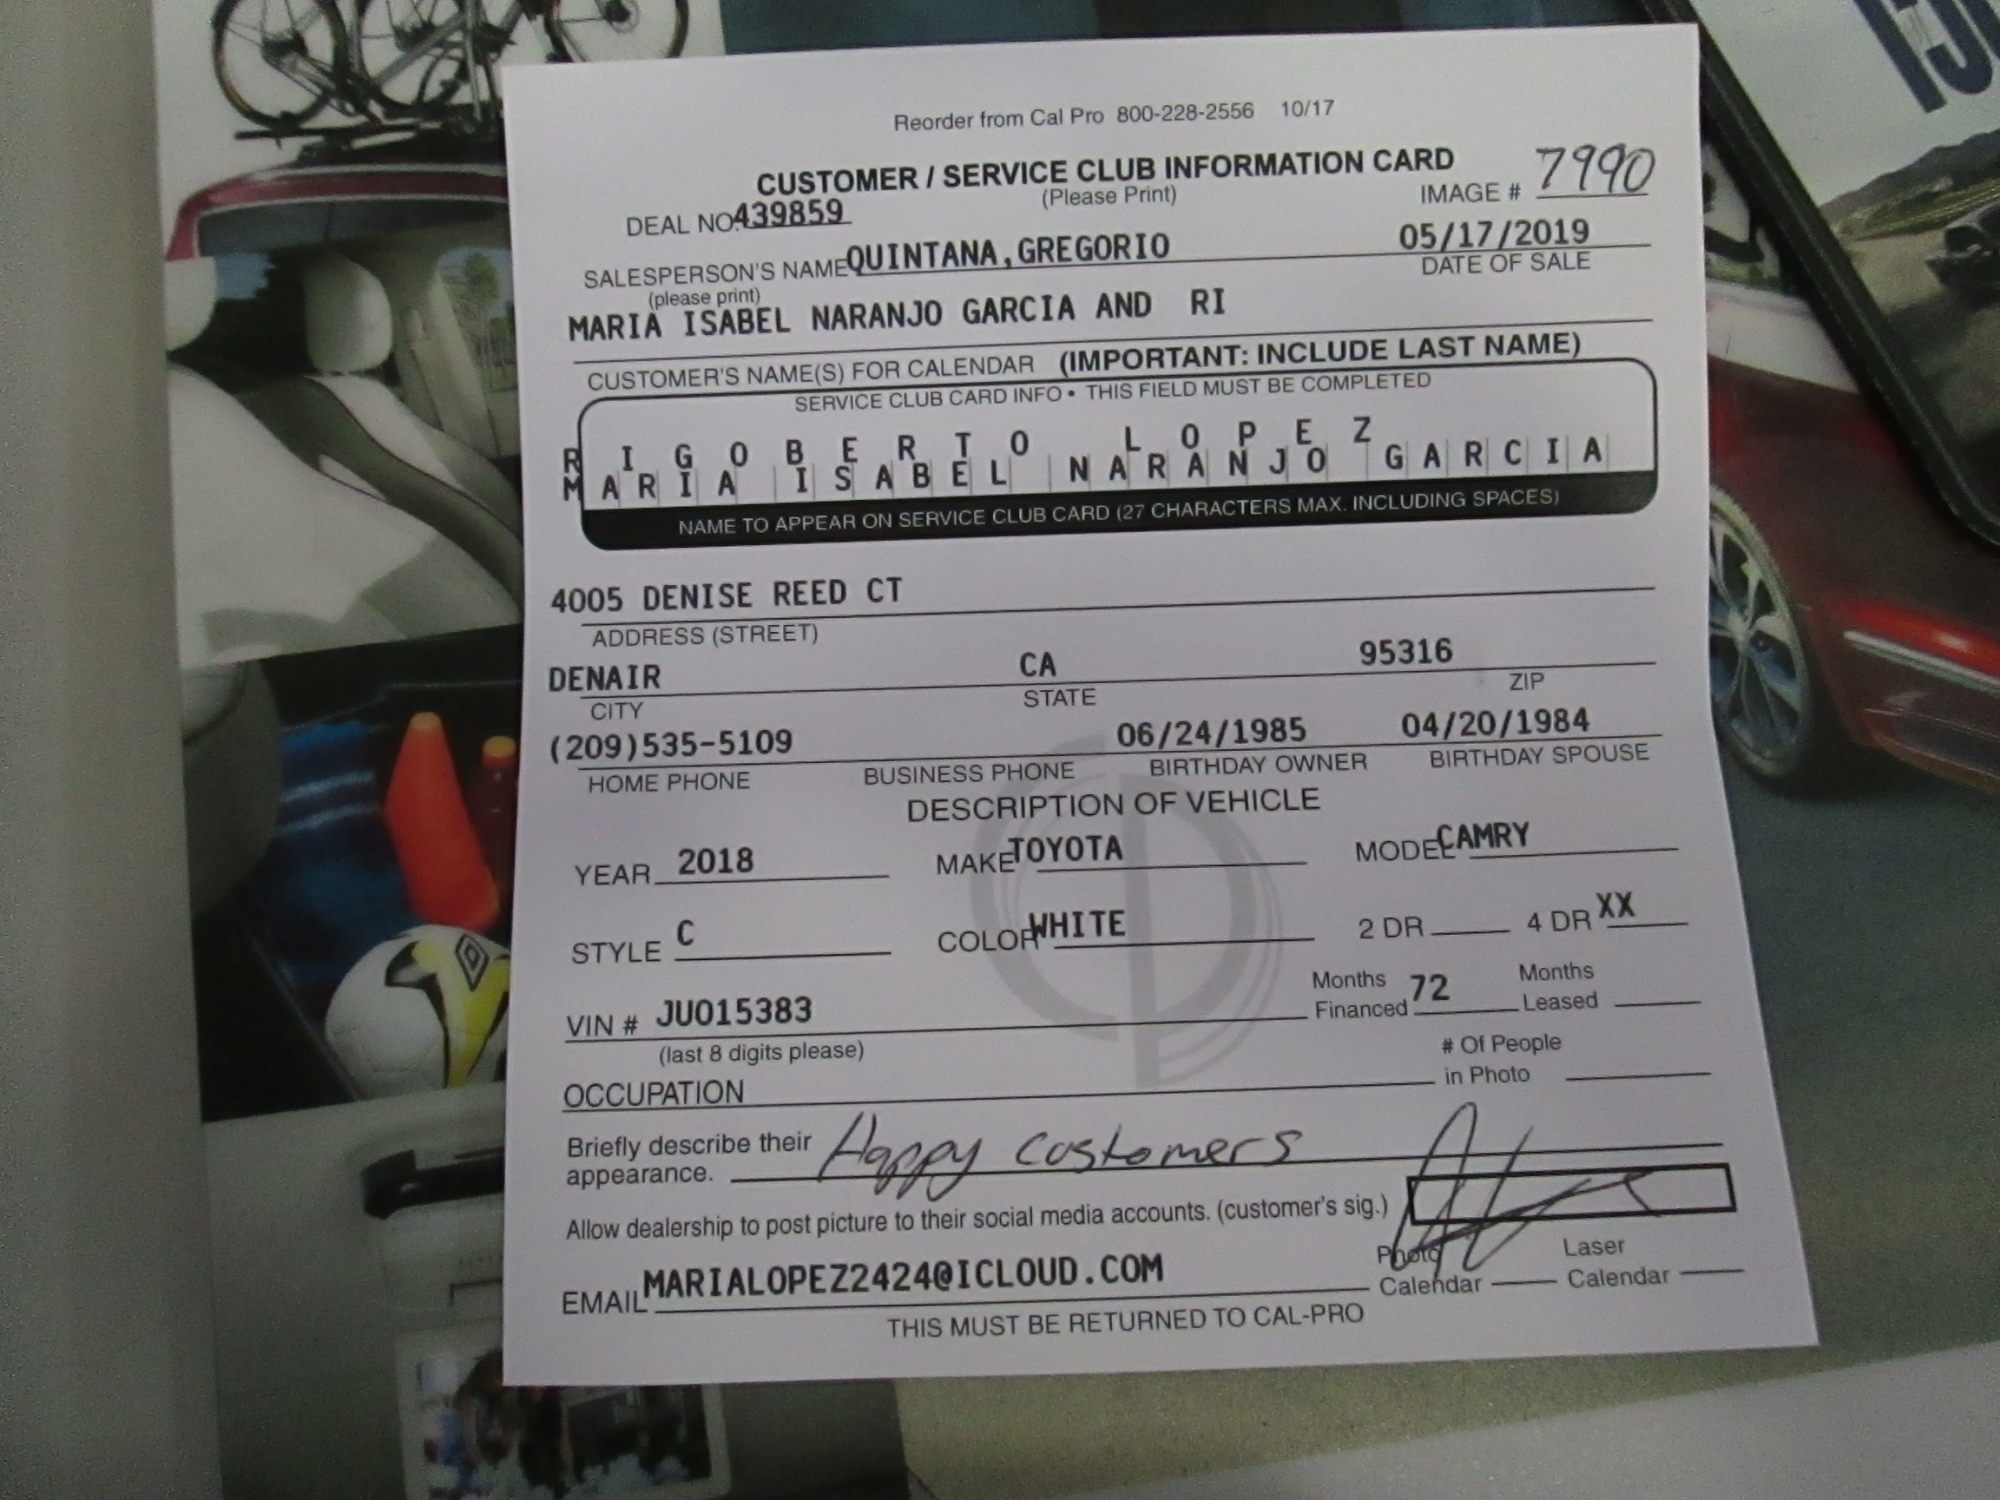 Reorder from Cal Pro 800-228-2556 10/17
CUSTOMER / SERVICE CLUB INFORMATION CARD
(Please Print)
IMAGE # 7990
DEAL NO. 439859
SALESPERSON'S NAME QUINTANA,GREGORIO 05/17/2019
(please print) DATE OF SALE
MARIA ISABEL NARANJO GARCIA AND RI
CUSTOMER'S NAME(S) FOR CALENDAR (IMPORTANT: INCLUDE LAST NAME)
SERVICE CLUB CARD INFO • THIS FIELD MUST BE COMPLETED
RIGOBERTO LOPEZ
MARIA ISABEL NARANJO GARCIA
NAME TO APPEAR ON SERVICE CLUB CARD (27 CHARACTERS MAX. INCLUDING SPACES)
4005 DENISE REED CT
ADDRESS (STREET)
DENAIR CA 95316
CITY STATE ZIP
(209)535-5109 06/24/1985 04/20/1984
HOME PHONE BUSINESS PHONE BIRTHDAY OWNER BIRTHDAY SPOUSE
DESCRIPTION OF VEHICLE
YEAR 2018 MAKE TOYOTA MODEL CAMRY
STYLE C COLOR WHITE 2 DR 4 DR XX
VIN # JU015383 Months Financed 72 Months Leased
(last 8 digits please)
OCCUPATION # Of People in Photo
Briefly describe their appearance. Happy customers
Allow dealership to post picture to their social media accounts. (customer's sig.)
EMAIL MARIALOPEZ2424@ICLOUD.COM Photo Calendar Laser Calendar
THIS MUST BE RETURNED TO CAL-PRO